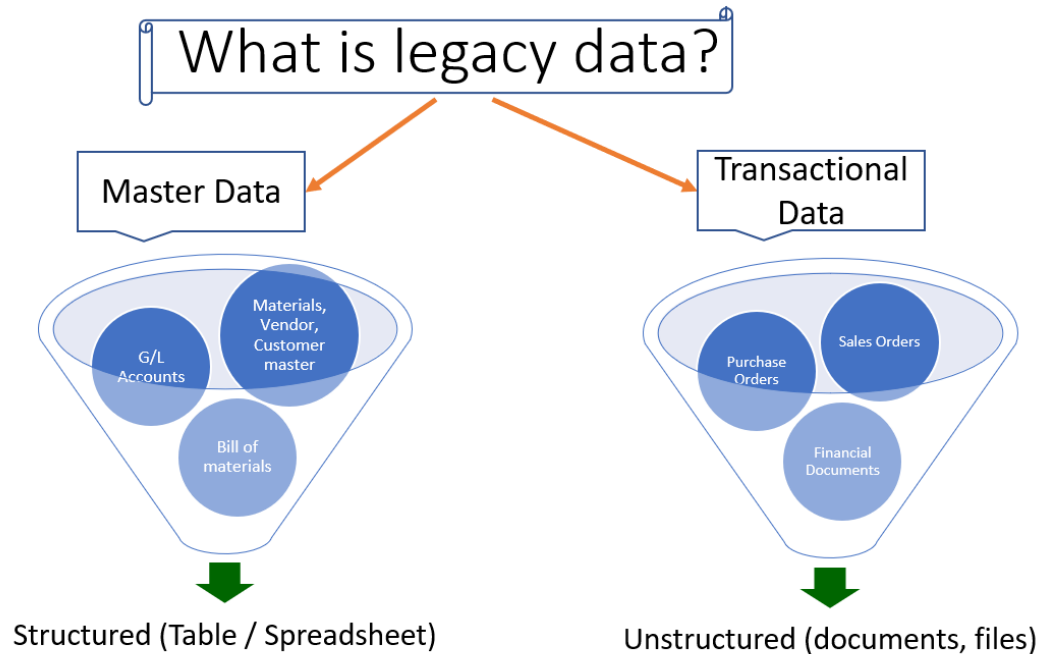 What is legacy data?
Master Data
Transactional
Data
Materials,
Vendor,
Customer
master
G/L
Accounts
Bill of
materials
Sales Orders
Purchase
Orders
Financial
Documents
Structured (Table / Spreadsheet)
Unstructured (documents, files)